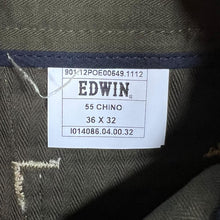 901.12POE00649.1112
EDWIN
55 CHINO
36 X 32
I014086.04.00.32